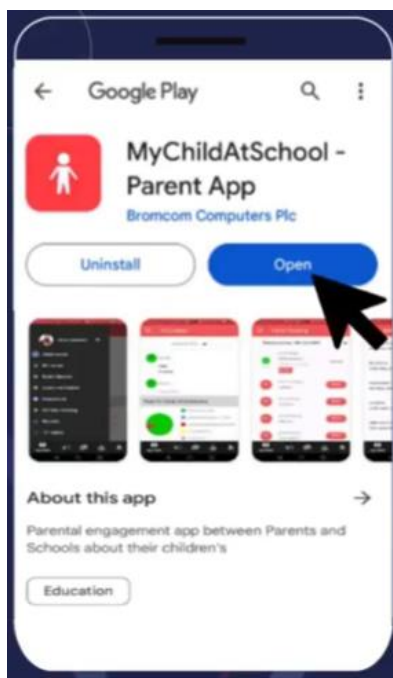 Google Play
MyChildAtSchool -
Parent App
Bromcom Computers Plc
Uninstall
Open
About this app
Parental engagement app between Parents and
Schools about their children's
Education